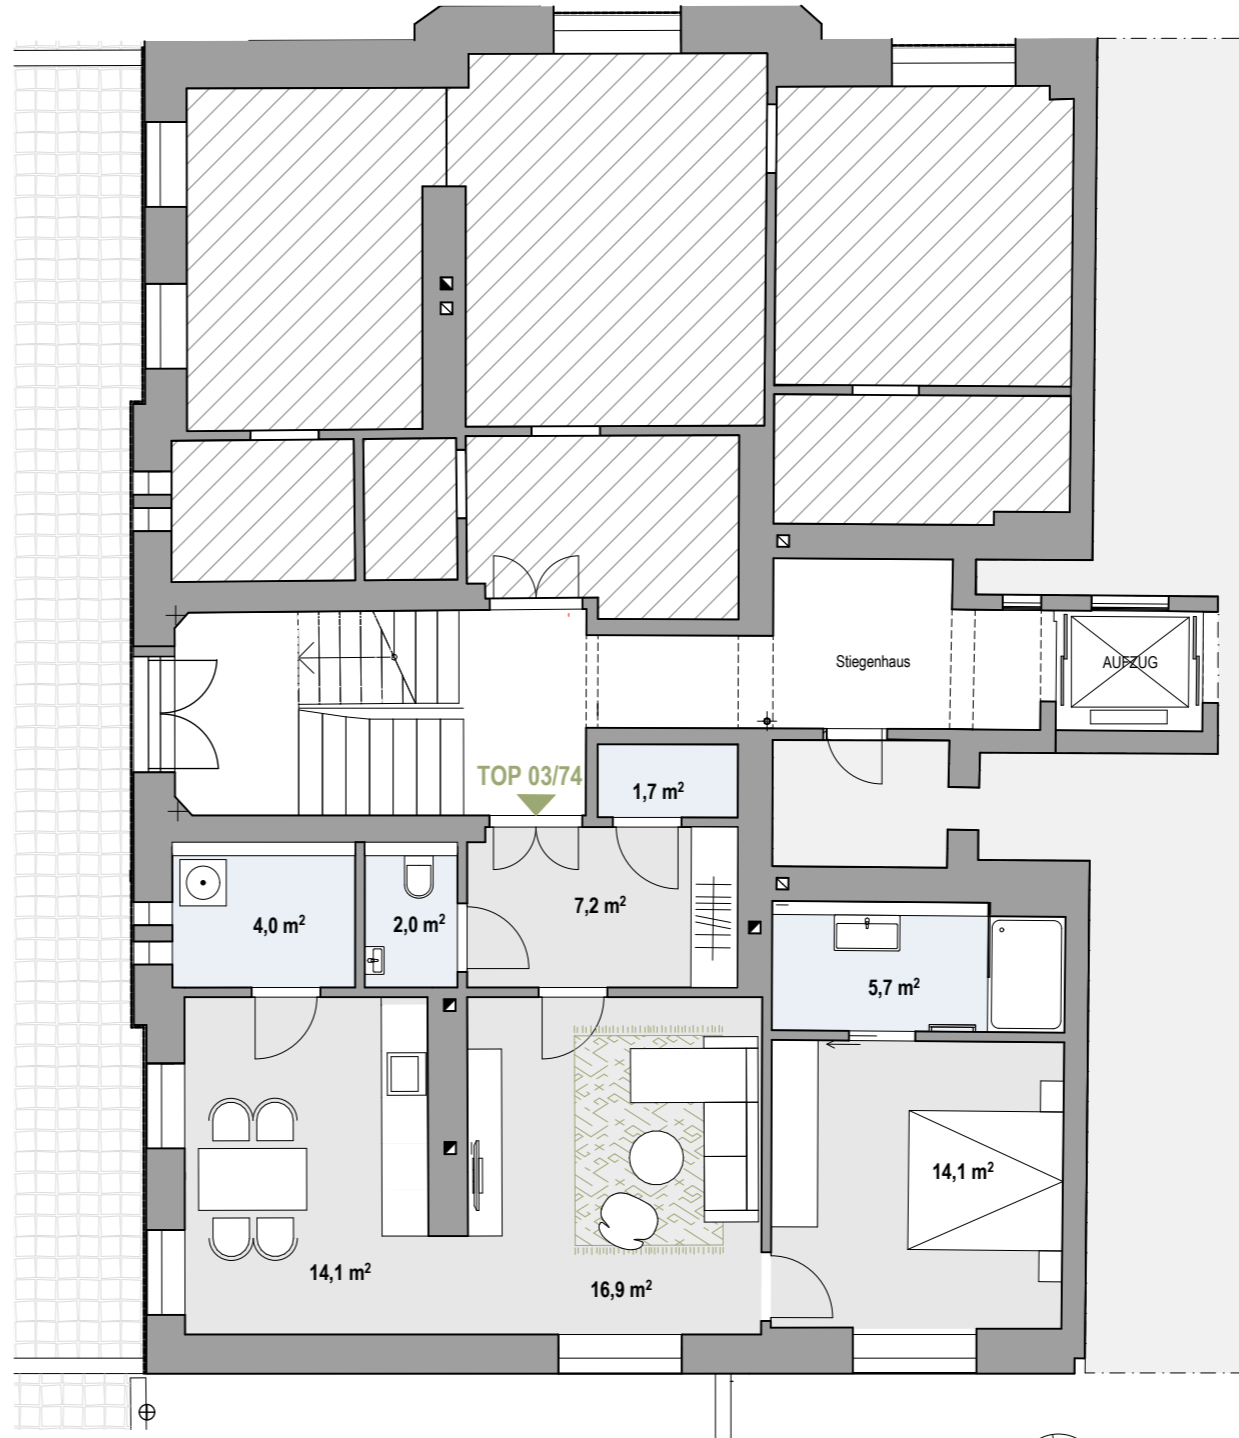 Stiegenhaus
AUFZUG
TOP 03/74
1,7 m²
7,2 m²
4,0 m²
2,0 m²
5,7 m²
14,1 m²
14,1 m²
16,9 m²